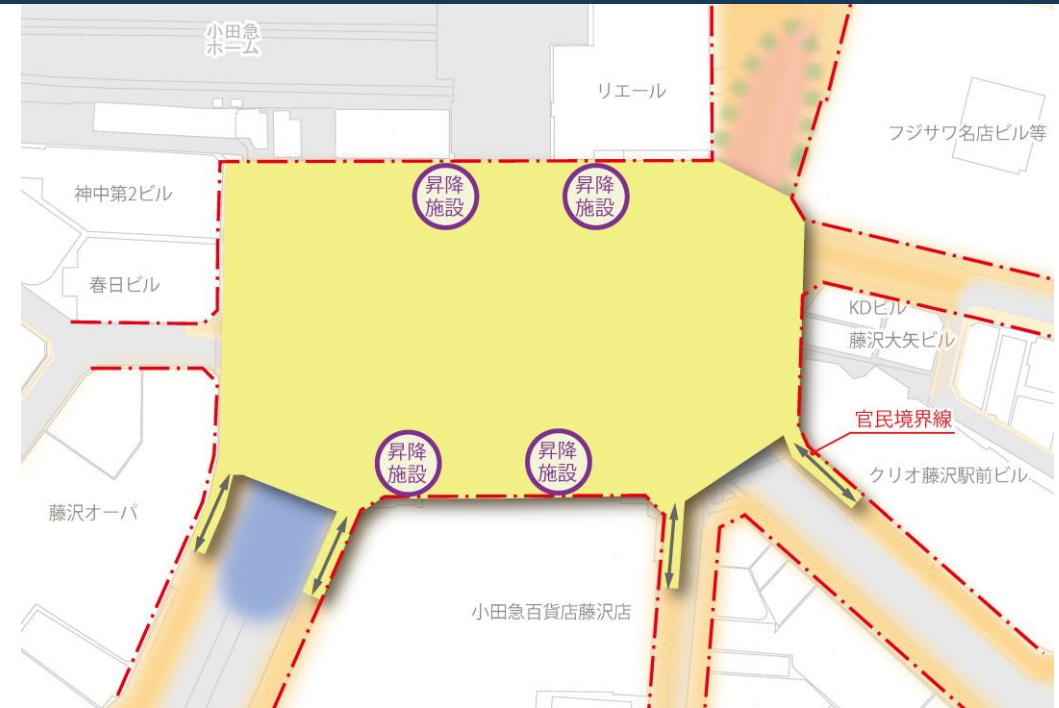 小田急
ホーム
リエール
フジサワ名店ビル等
昇降
施設
昇降
施設
神中第2ビル
春日ビル
KDビル
藤沢大矢ビル
官民境界線
昇降
施設
昇降
施設
クリオ藤沢駅前ビル
藤沢オーパ
小田急百貨店藤沢店